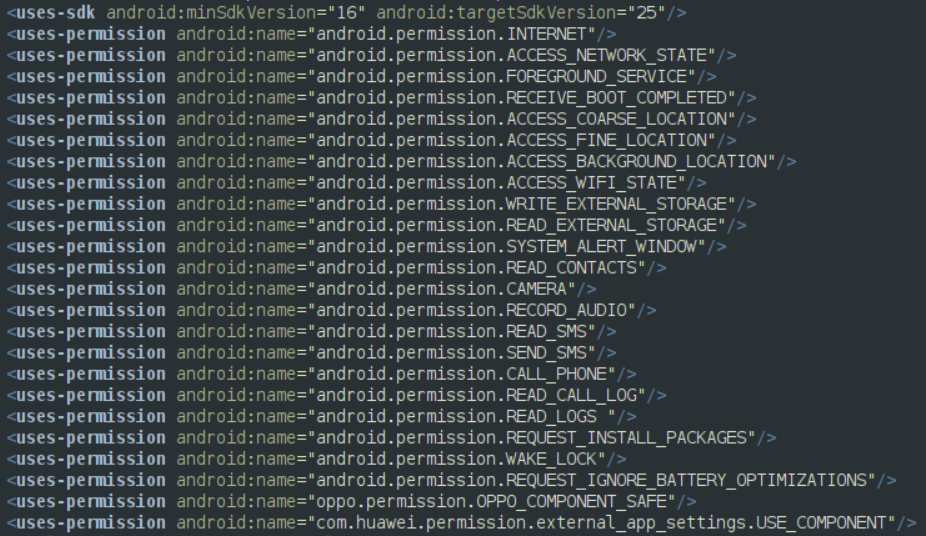 <uses-sdk android:minSdkVersion="16" android:targetSdkVersion="25"/>
<uses-permission android:name="android.permission.INTERNET"/>
<uses-permission android:name="android.permission.ACCESS_NETWORK_STATE"/>
<uses-permission android:name="android.permission.FOREGROUND_SERVICE"/>
<uses-permission android:name="android.permission.RECEIVE_BOOT_COMPLETED"/>
<uses-permission android:name="android.permission.ACCESS_COARSE_LOCATION"/>
<uses-permission android:name="android.permission.ACCESS_FINE_LOCATION"/>
<uses-permission android:name="android.permission.ACCESS_BACKGROUND_LOCATION"/>
<uses-permission android:name="android.permission.ACCESS_WIFI_STATE"/>
<uses-permission android:name="android.permission.WRITE_EXTERNAL_STORAGE"/>
<uses-permission android:name="android.permission.READ_EXTERNAL_STORAGE"/>
<uses-permission android:name="android.permission.SYSTEM_ALERT_WINDOW"/>
<uses-permission android:name="android.permission.READ_CONTACTS"/>
<uses-permission android:name="android.permission.CAMERA"/>
<uses-permission android:name="android.permission.RECORD_AUDIO"/>
<uses-permission android:name="android.permission.READ_SMS"/>
<uses-permission android:name="android.permission.SEND_SMS"/>
<uses-permission android:name="android.permission.CALL_PHONE"/>
<uses-permission android:name="android.permission.READ_CALL_LOG"/>
<uses-permission android:name="android.permission.READ_LOGS "/>
<uses-permission android:name="android.permission.REQUEST_INSTALL_PACKAGES"/>
<uses-permission android:name="android.permission.WAKE_LOCK"/>
<uses-permission android:name="android.permission.REQUEST_IGNORE_BATTERY_OPTIMIZATIONS"/>
<uses-permission android:name="oppo.permission.OPPO_COMPONENT_SAFE"/>
<uses-permission android:name="com.huawei.permission.external_app_settings.USE_COMPONENT"/>